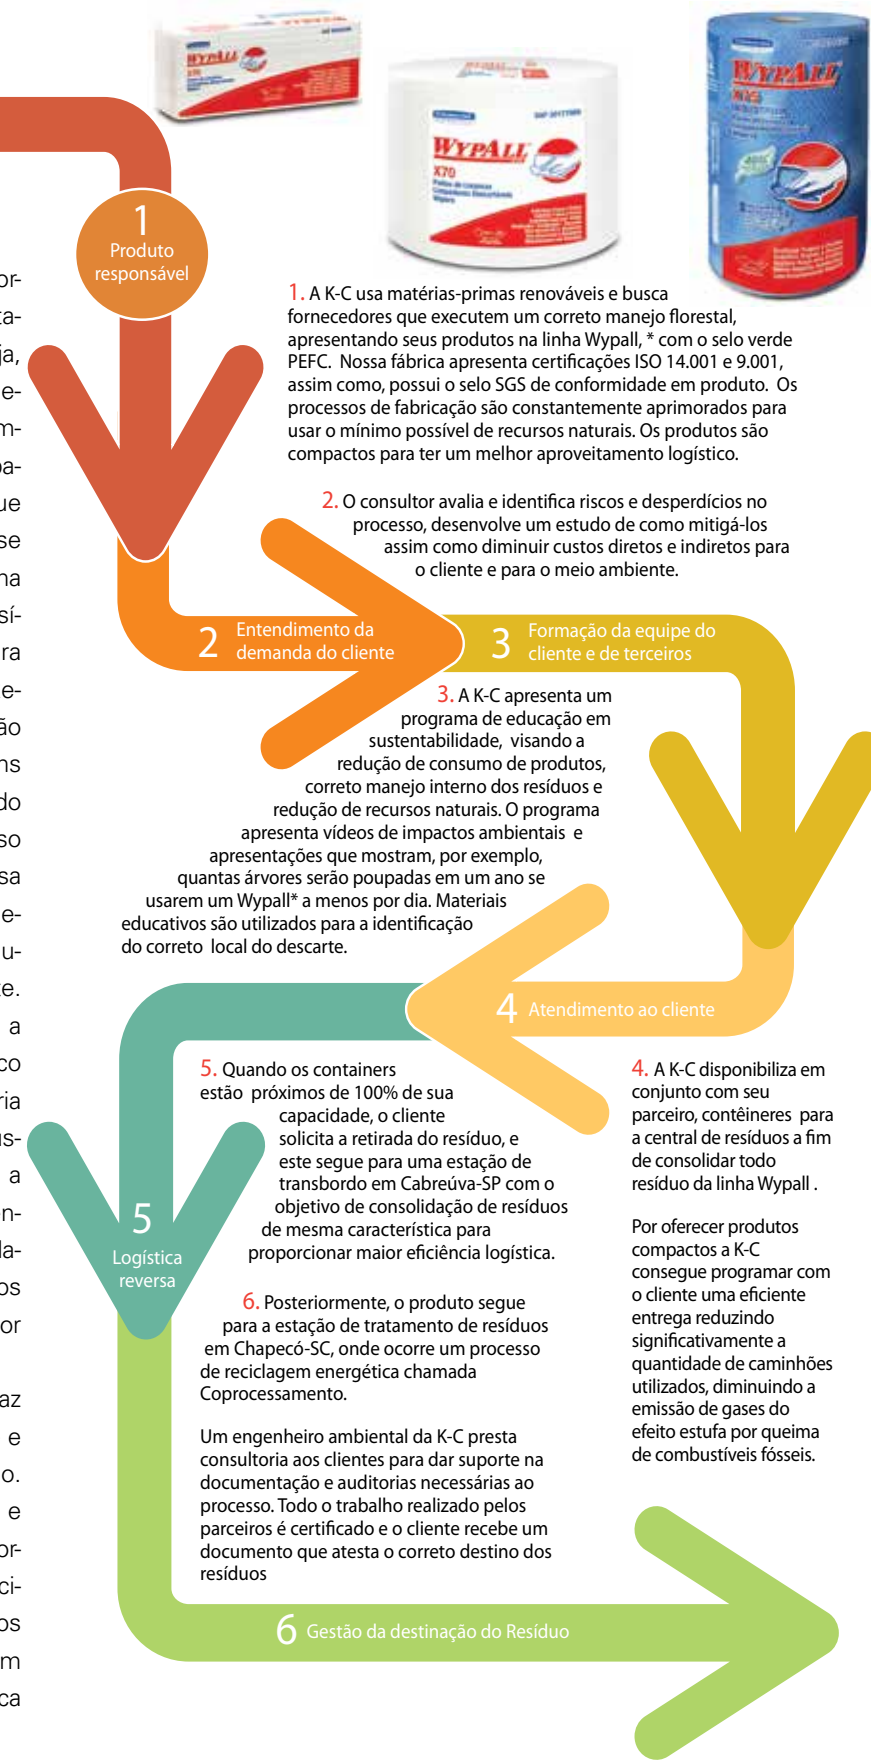 WYPALL
X70
WYPALL
X70
WYPALL
1
Produto
responsável
1. A K-C usa matérias-primas renováveis e busca
fornecedores que executem um correto manejo florestal,
apresentando seus produtos na linha Wypall, * com o selo verde
PEFC. Nossa fábrica apresenta certificações ISO 14.001 e 9.001,
assim como, possui o selo SGS de conformidade em produto. Os
processos de fabricação são constantemente aprimorados para
usar o mínimo possível de recursos naturais. Os produtos são
compactos para ter um melhor aproveitamento logístico.
2. O consultor avalia e identifica riscos e desperdícios no
processo, desenvolve um estudo de como mitigá-los
assim como diminuir custos diretos e indiretos para
o cliente e para o meio ambiente.
2 Entendimento da
demanda do cliente
3 Formação da equipe do
cliente e de terceiros
3. A K-C apresenta um
programa de educação em
sustentabilidade, visando a
redução de consumo de produtos,
correto manejo interno dos resíduos e
redução de recursos naturais. O programa
apresenta vídeos de impactos ambientais e
apresentações que mostram, por exemplo,
quantas árvores serão poupadas em um ano se
usarem um Wypall* a menos por dia. Materiais
educativos são utilizados para a identificação
do correto local do descarte.
4 Atendimento ao cliente
4. A K-C disponibiliza em
conjunto com seu
parceiro, contêineres para
a central de resíduos a fim
de consolidar todo
resíduo da linha Wypall .
Por oferecer produtos
compactos a K-C
consegue programar com
o cliente uma eficiente
entrega reduzindo
significativamente a
quantidade de caminhões
utilizados, diminuindo a
emissão de gases do
efeito estufa por queima
de combustíveis fósseis.
5. Quando os containers
estão próximos de 100% de sua
capacidade, o cliente
solicita a retirada do resíduo, e
este segue para uma estação de
transbordo em Cabreúva-SP com o
objetivo de consolidação de resíduos
de mesma característica para
proporcionar maior eficiência logística.
5
Logística
reversa
6. Posteriormente, o produto segue
para a estação de tratamento de resíduos
em Chapecó-SC, onde ocorre um processo
de reciclagem energética chamada
Coprocessamento.
Um engenheiro ambiental da K-C presta
consultoria aos clientes para dar suporte na
documentação e auditorias necessárias ao
processo. Todo o trabalho realizado pelos
parceiros é certificado e o cliente recebe um
documento que atesta o correto destino dos
resíduos
6 Gestão da destinação do Resíduo